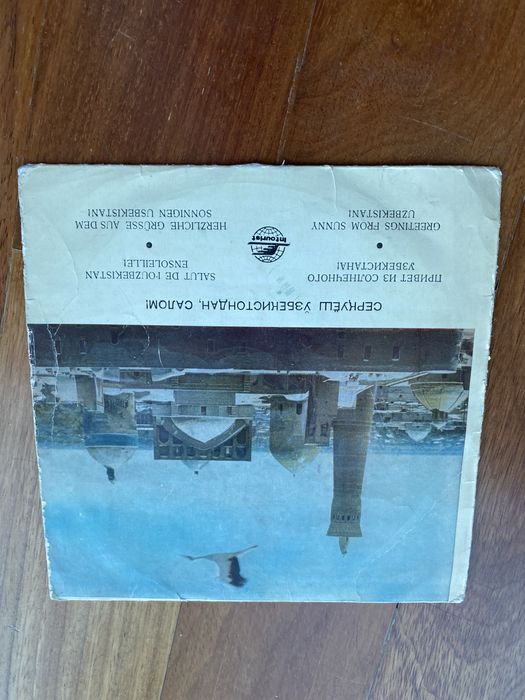 СЕРҚУЁШ ЎЗБЕКИСТОНДАН, САЛОМ!
ПРИВЕТ ИЗ СОЛНЕЧНОГО
УЗБЕКИСТАНА!
SALUT DE l'OUZBEKISTAN
ENSOLEILLE!
GREETINGS FROM SUNNY
UZBEKISTAN!
Intourist
HERZLICHE GRÜSSE AUS DEM
SONNIGEN USBEKISTAN!